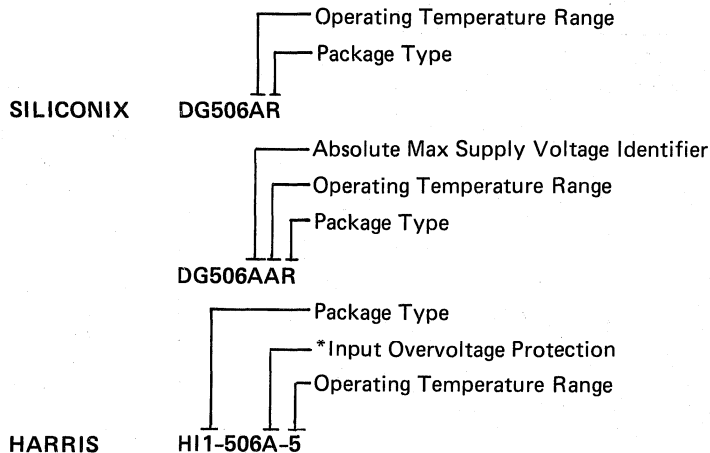 Operating Temperature Range
Package Type
SILICONIX DG506AR
Absolute Max Supply Voltage Identifier
Operating Temperature Range
Package Type
DG506AAR
Package Type
*Input Overvoltage Protection
Operating Temperature Range
HARRIS HI1-506A-5